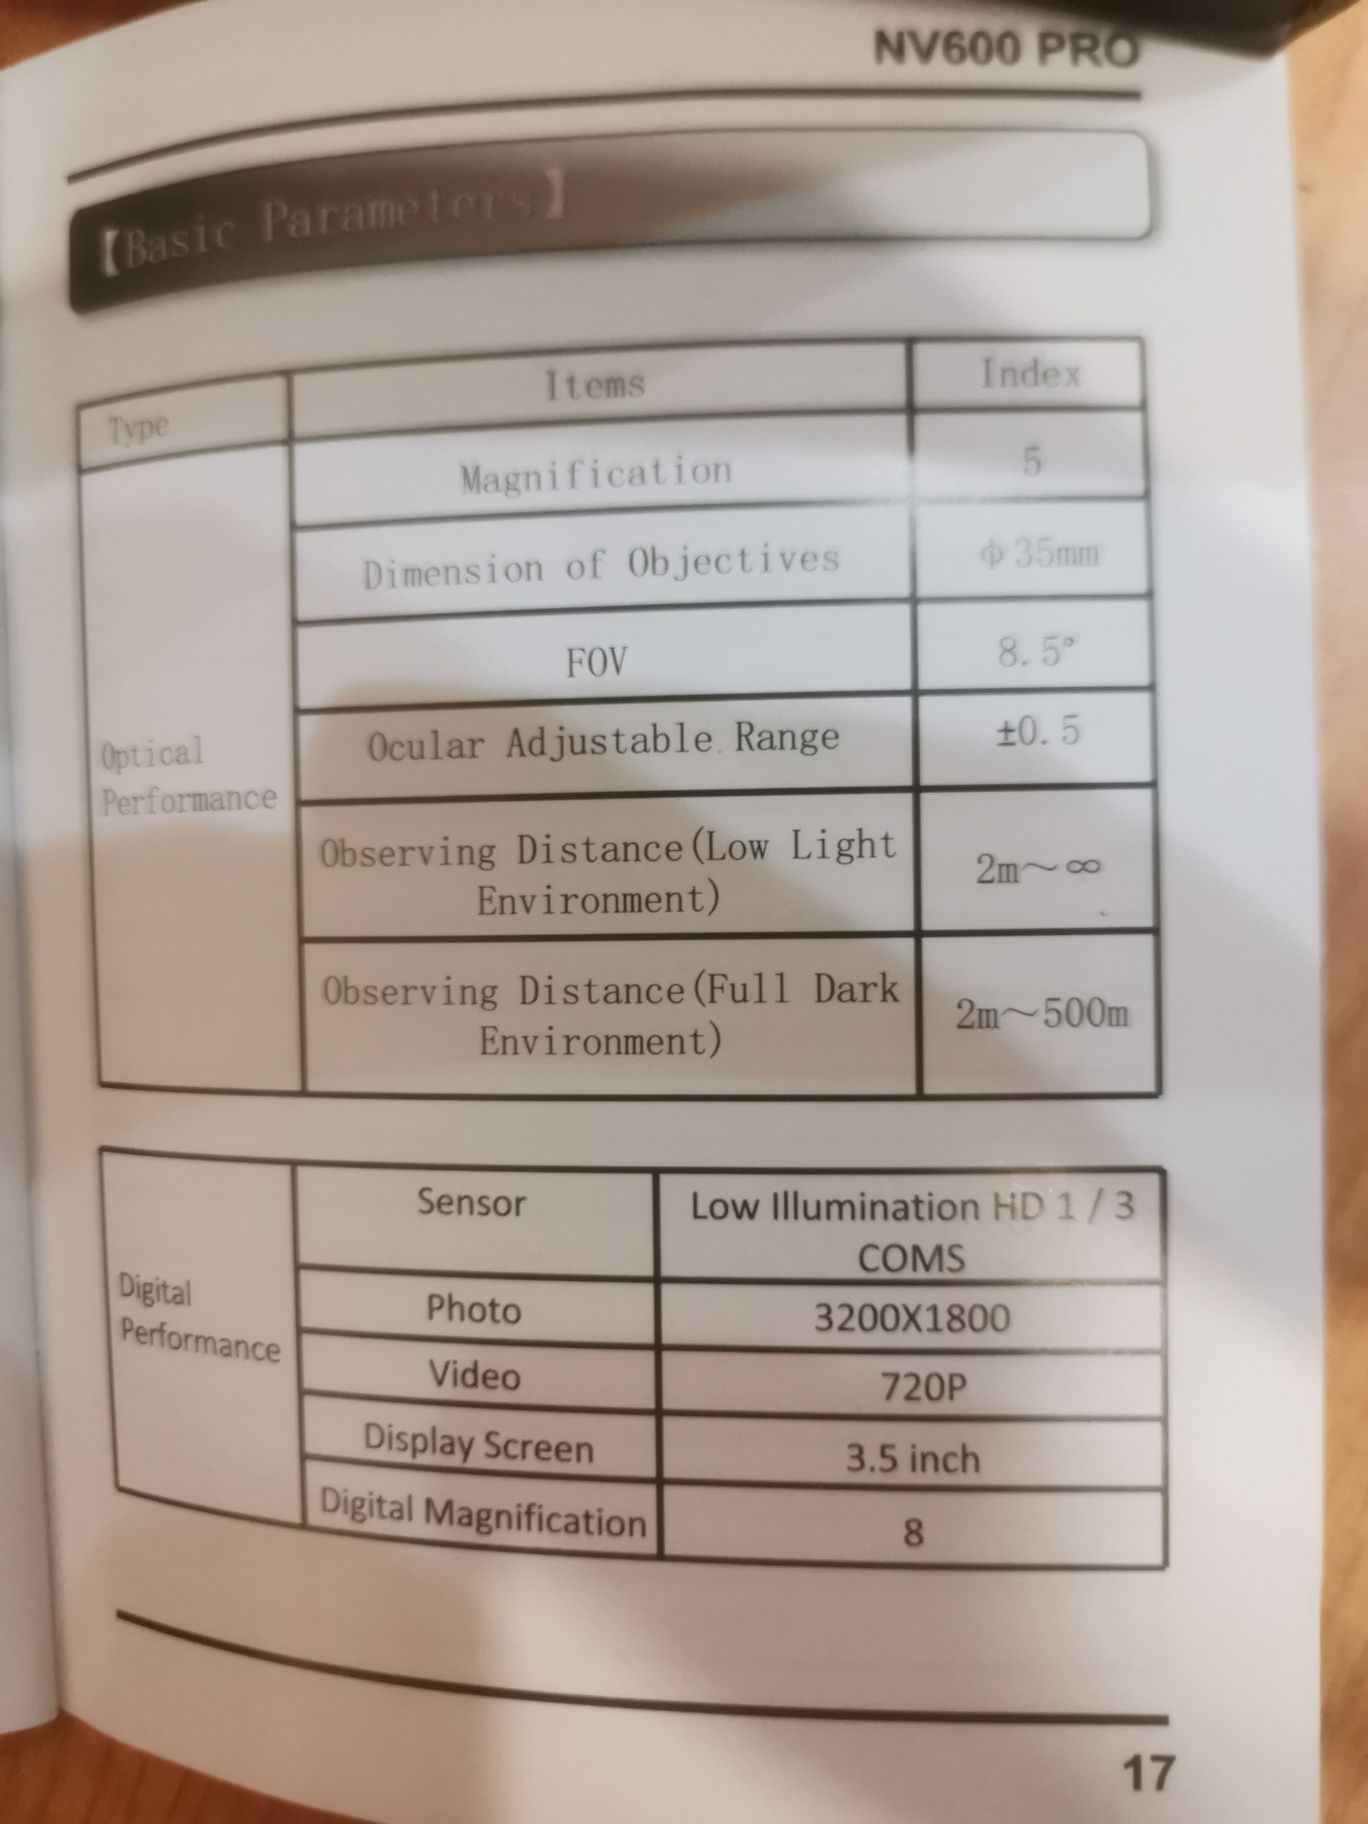 NV600 PRO
【Basic Parameters】
Type Items Index
Optical
Performance
Magnification 5
Dimension of Objectives Φ35mm
FOV 8.5°
Ocular Adjustable Range ±0.5
Observing Distance(Low Light
Environment) 2m~∞
Observing Distance(Full Dark
Environment) 2m~500m
Digital
Performance
Sensor Low Illumination HD 1 / 3
COMS
Photo 3200X1800
Video 720P
Display Screen 3.5 inch
Digital Magnification 8
17